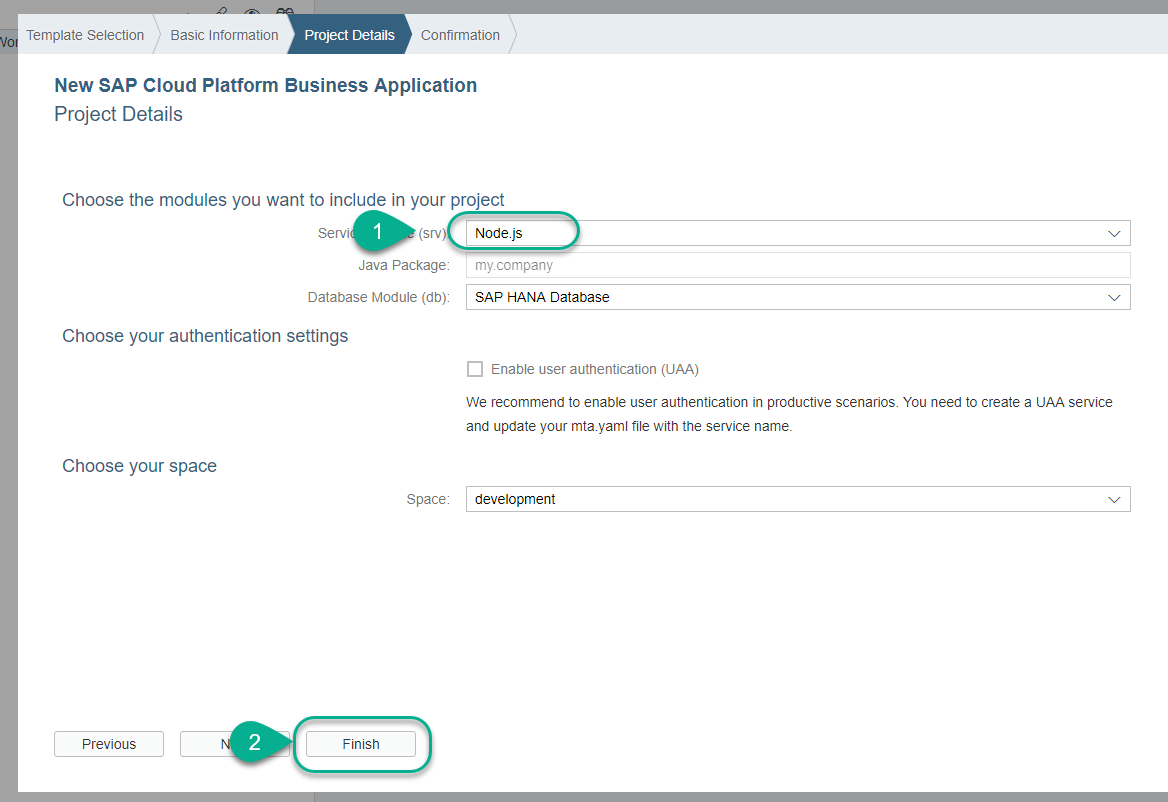 Wor
Template Selection
Basic Information
Project Details
Confirmation
New SAP Cloud Platform Business Application
Project Details
Choose the modules you want to include in your project
(srv)
1
Node.js
Java Package:
my.company
Database Module (db):
SAP HANA Database
Choose your authentication settings
Enable user authentication (UAA)
We recommend to enable user authentication in productive scenarios. You need to create a UAA service
and update your mta.yaml file with the service name.
Choose your space
Space:
development
Previous
2
Finish